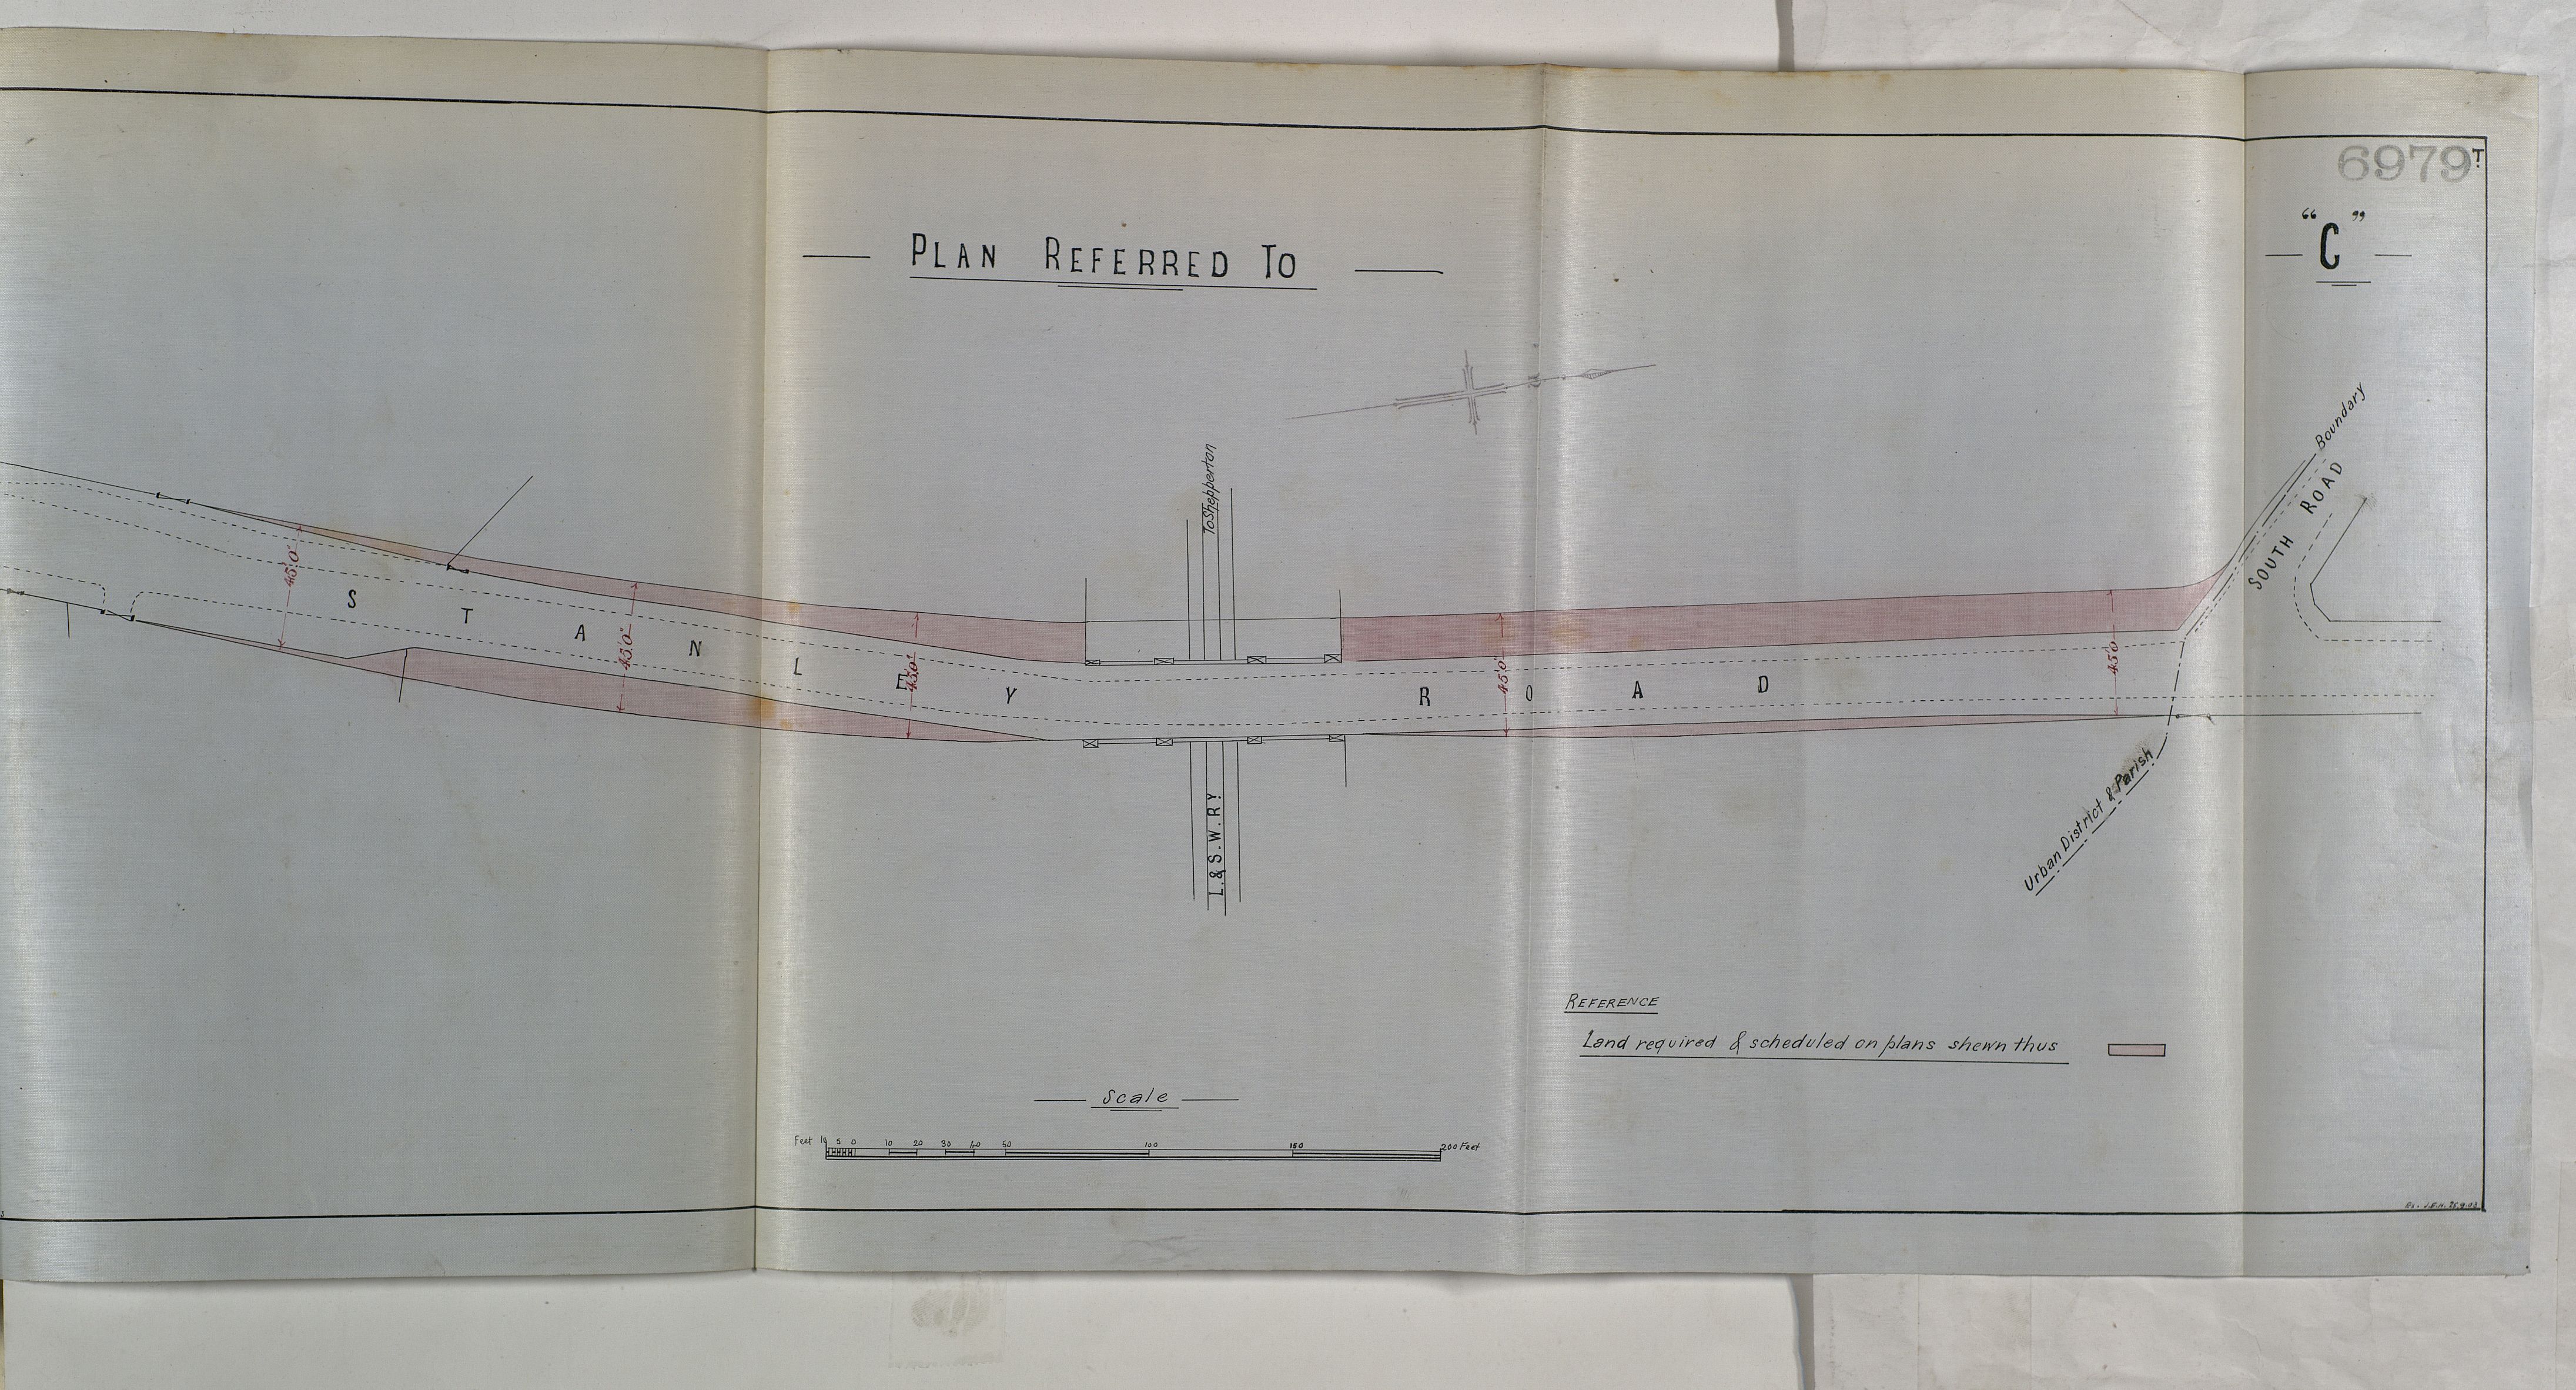 6979T.
"C"
PLAN REFERRED TO
To Shepperton
Boundary
SOUTH ROAD
45.0"
45.0"
45.0"
45.0"
45.0"
STANLEY ROAD
L. & S. W. RY
Urban District & Parish
REFERENCE
Land required & scheduled on plans shewn thus
Scale
Feet 10 5 0 10 20 30 40 50 100 150 200 Feet